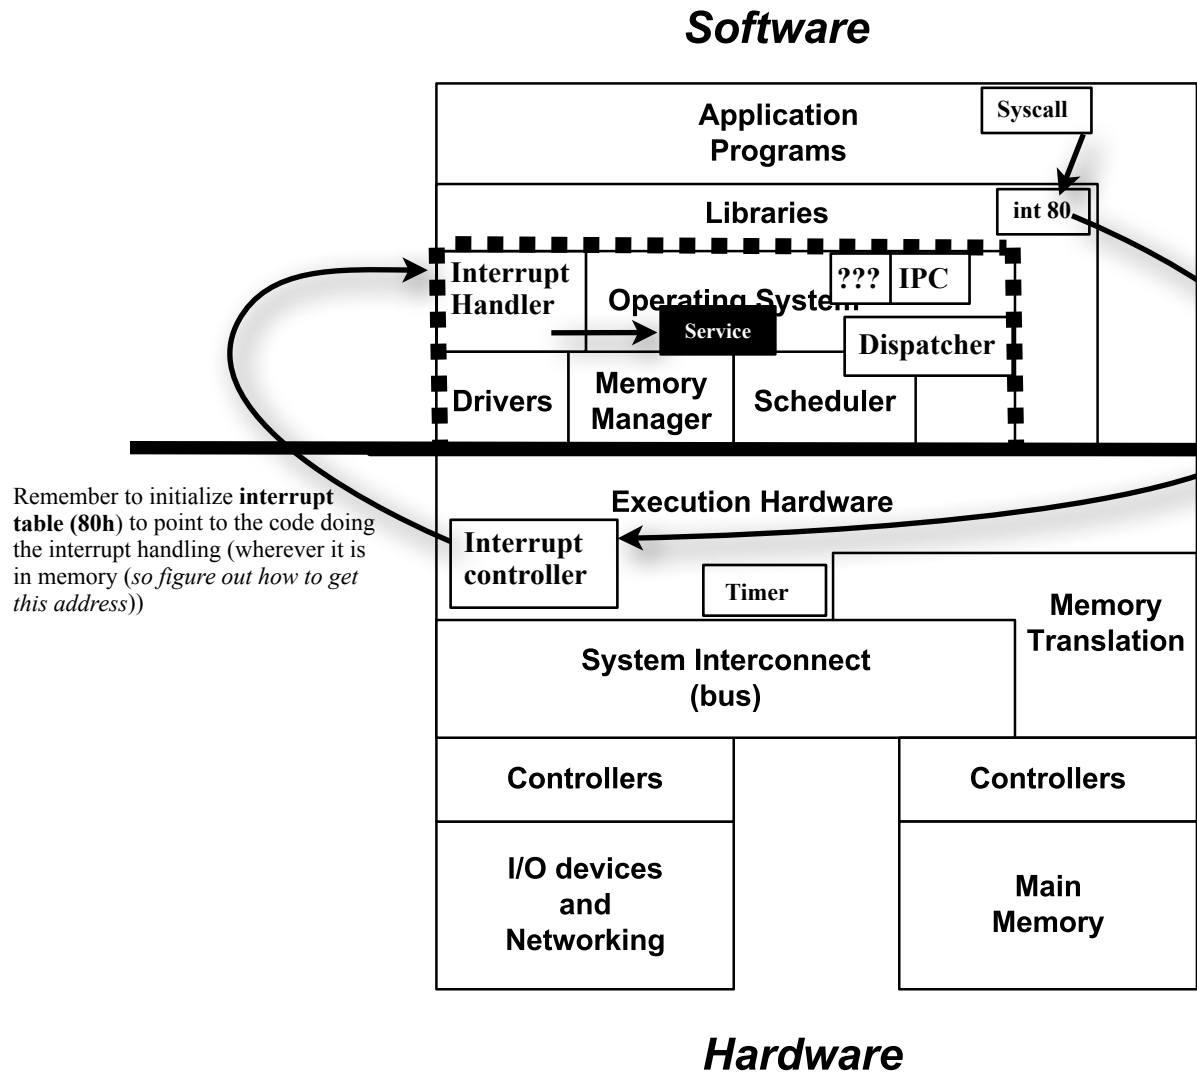 Software
Application
Programs
Syscall
Libraries
int 80
Interrupt
Handler
Operating System
???
IPC
Service
Dispatcher
Drivers
Memory
Manager
Scheduler
Remember to initialize interrupt
table (80h) to point to the code doing
the interrupt handling (wherever it is
in memory (so figure out how to get
this address))
Execution Hardware
Interrupt
controller
Timer
Memory
Translation
System Interconnect
(bus)
Controllers
Controllers
I/O devices
and
Networking
Main
Memory
Hardware